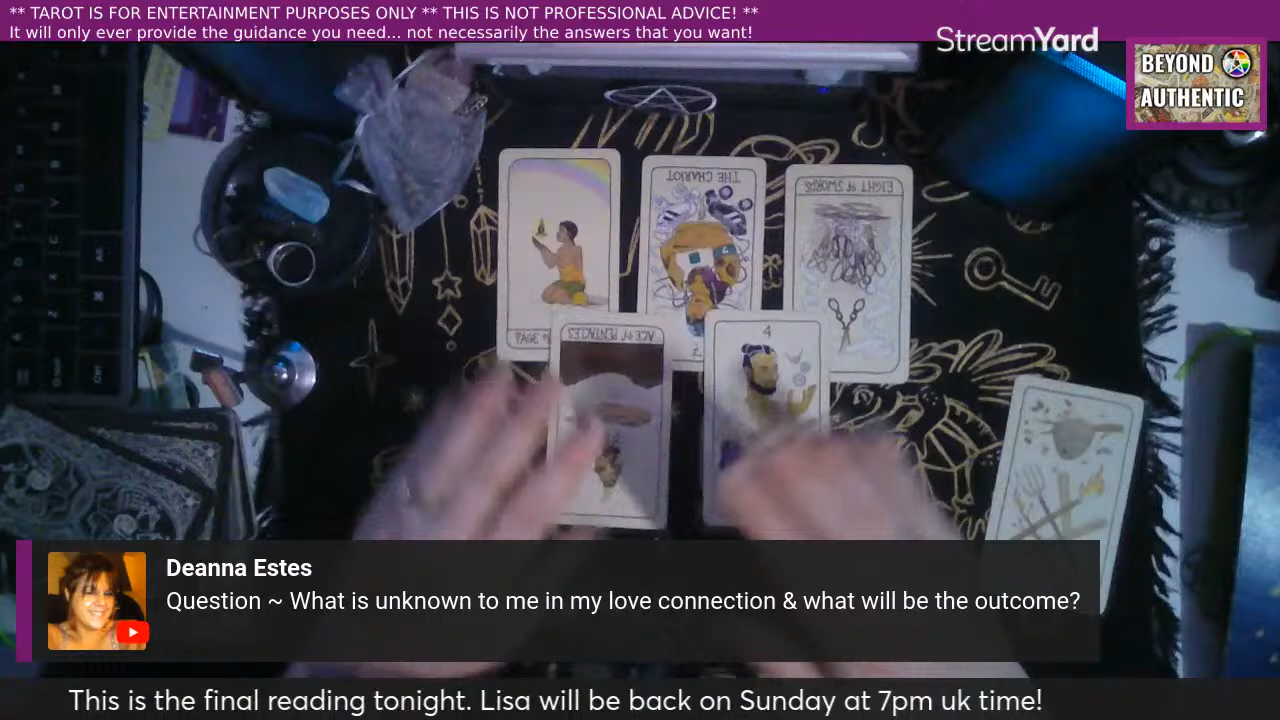 ** TAROT IS FOR ENTERTAINMENT PURPOSES ONLY ** THIS IS NOT PROFESSIONAL ADVICE! **
It will only ever provide the guidance you need... not necessarily the answers that you want!
StreamYard
BEYOND
AUTHENTIC
THE CHARIOT
EIGHT of SWORDS
ACE of PENTACLES
4
7
Deanna Estes
Question ~ What is unknown to me in my love connection & what will be the outcome?
This is the final reading tonight. Lisa will be back on Sunday at 7pm uk time!